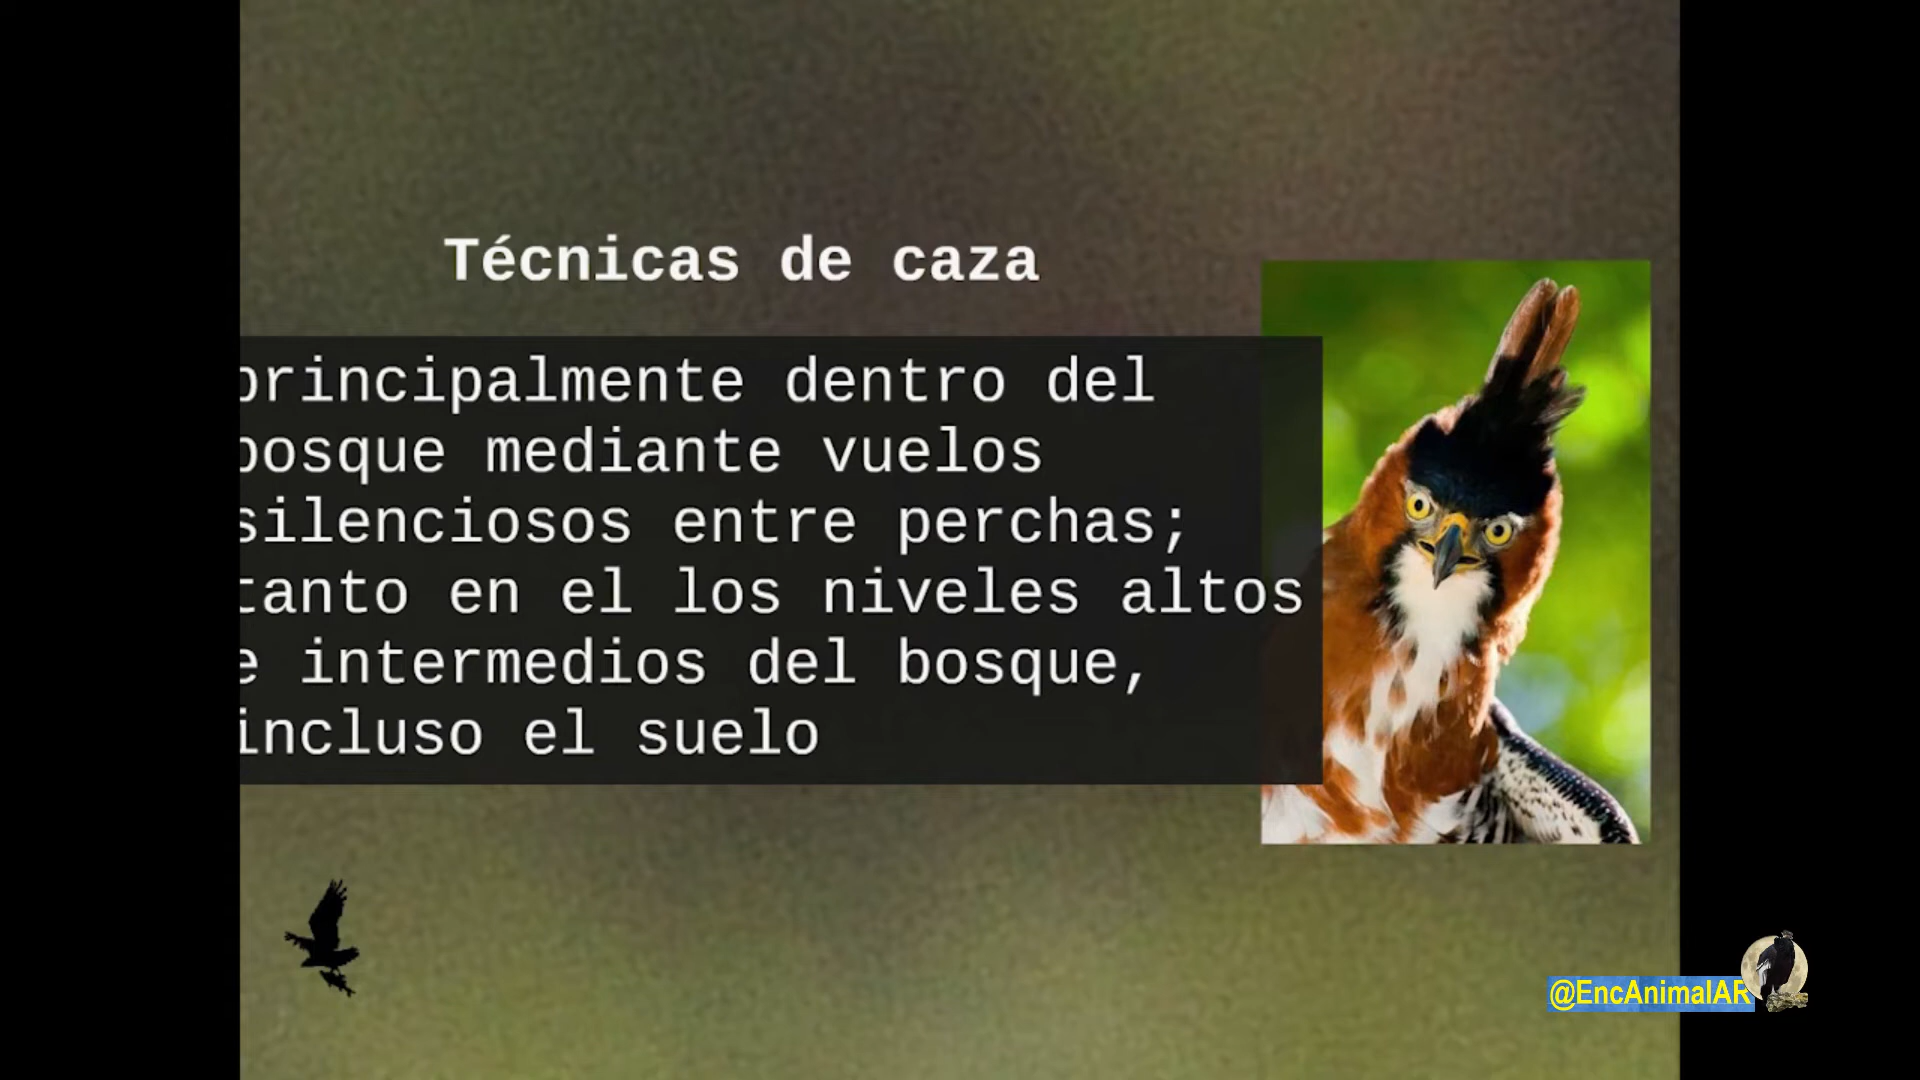 Técnicas de caza
principalmente dentro del
bosque mediante vuelos
silenciosos entre perchas;
tanto en el los niveles altos
e intermedios del bosque,
incluso el suelo
@EncAnimalAR